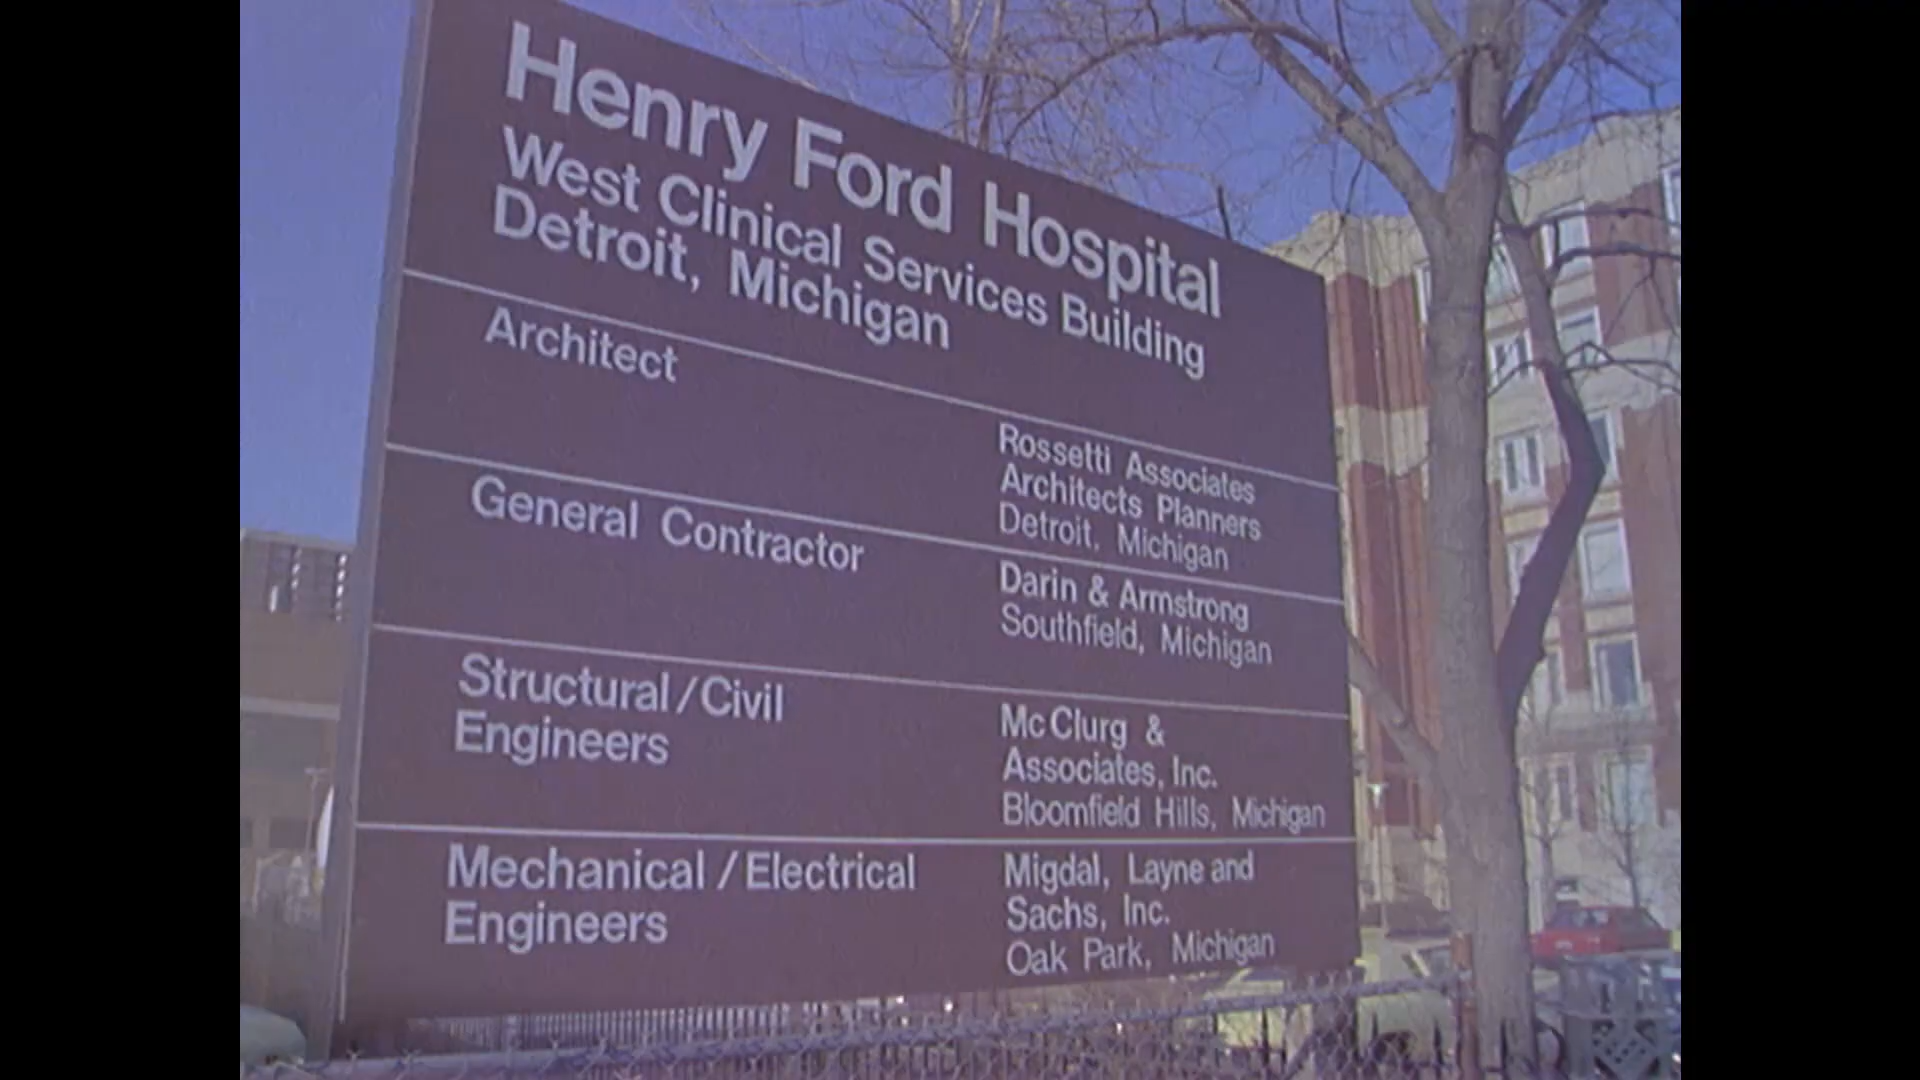 Henry Ford Hospital
West Clinical Services Building
Detroit, Michigan
Architect
Rossetti Associates
Architects Planners
Detroit, Michigan
General Contractor
Darin & Armstrong
Southfield, Michigan
Structural/Civil
Engineers
Mc Clurg &
Associates, Inc.
Bloomfield Hills, Michigan
Mechanical/Electrical
Engineers
Migdal, Layne and
Sachs, Inc.
Oak Park, Michigan